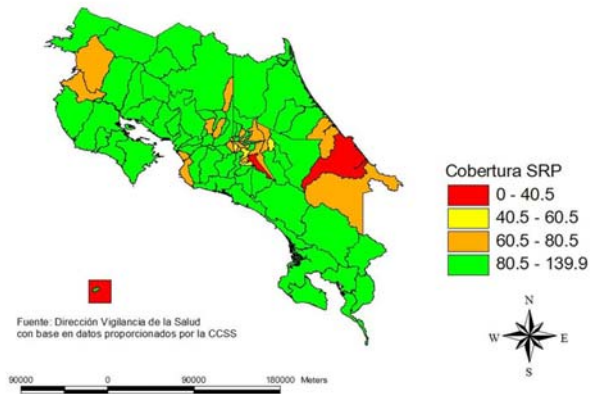 Cobertura SRP
0 - 40.5
40.5 - 60.5
60.5 - 80.5
80.5 - 139.9
Fuente: Dirección Vigilancia de la Salud
con base en datos proporcionados por la CCSS
N
W
E
S
90000 0 90000 180000 Meters